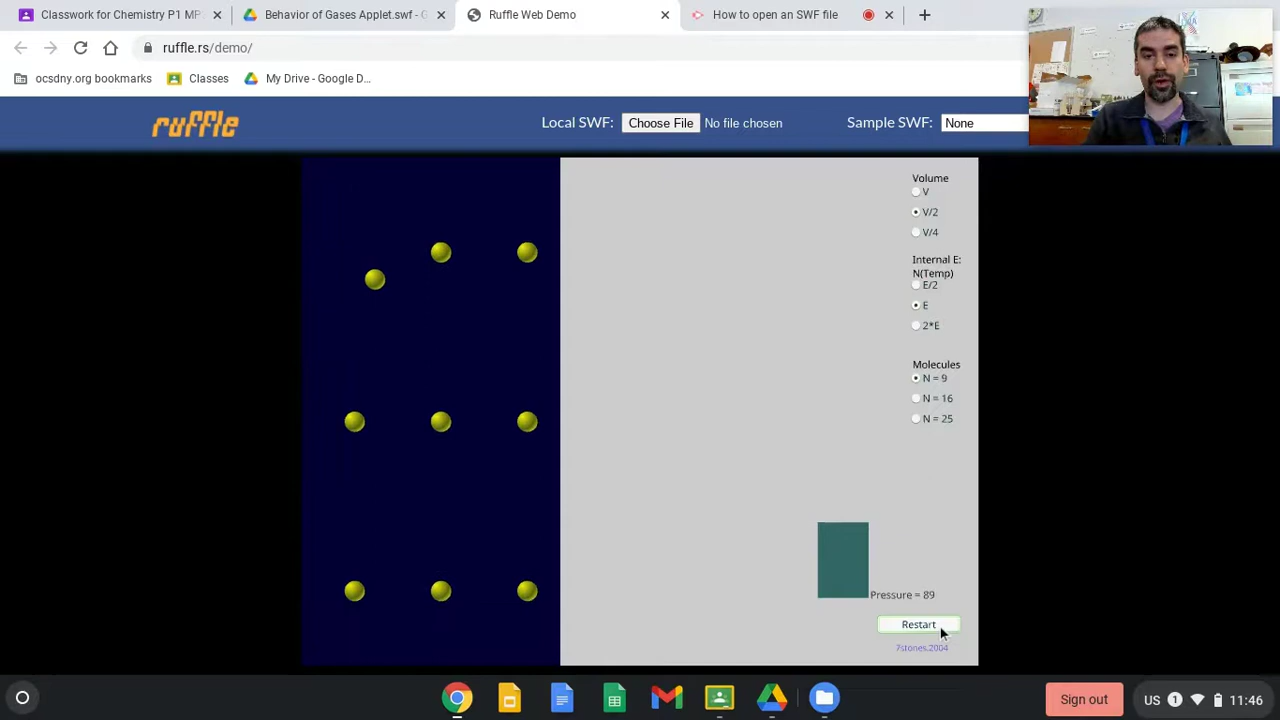 Classwork for Chemistry P1 MP
Behavior of Gases Applet.swf - G
Ruffle Web Demo
How to open an SWF file
ruffle.rs/demo/
ocsdny.org bookmarks
Classes
My Drive - Google D...
ruffle
Local SWF:
Choose File
No file chosen
Sample SWF:
None
Volume
V
V/2
V/4
Internal E:
N(Temp)
E/2
E
2*E
Molecules
N = 9
N = 16
N = 25
Pressure = 89
Restart
7stones.2004
Sign out
US
1
11:46